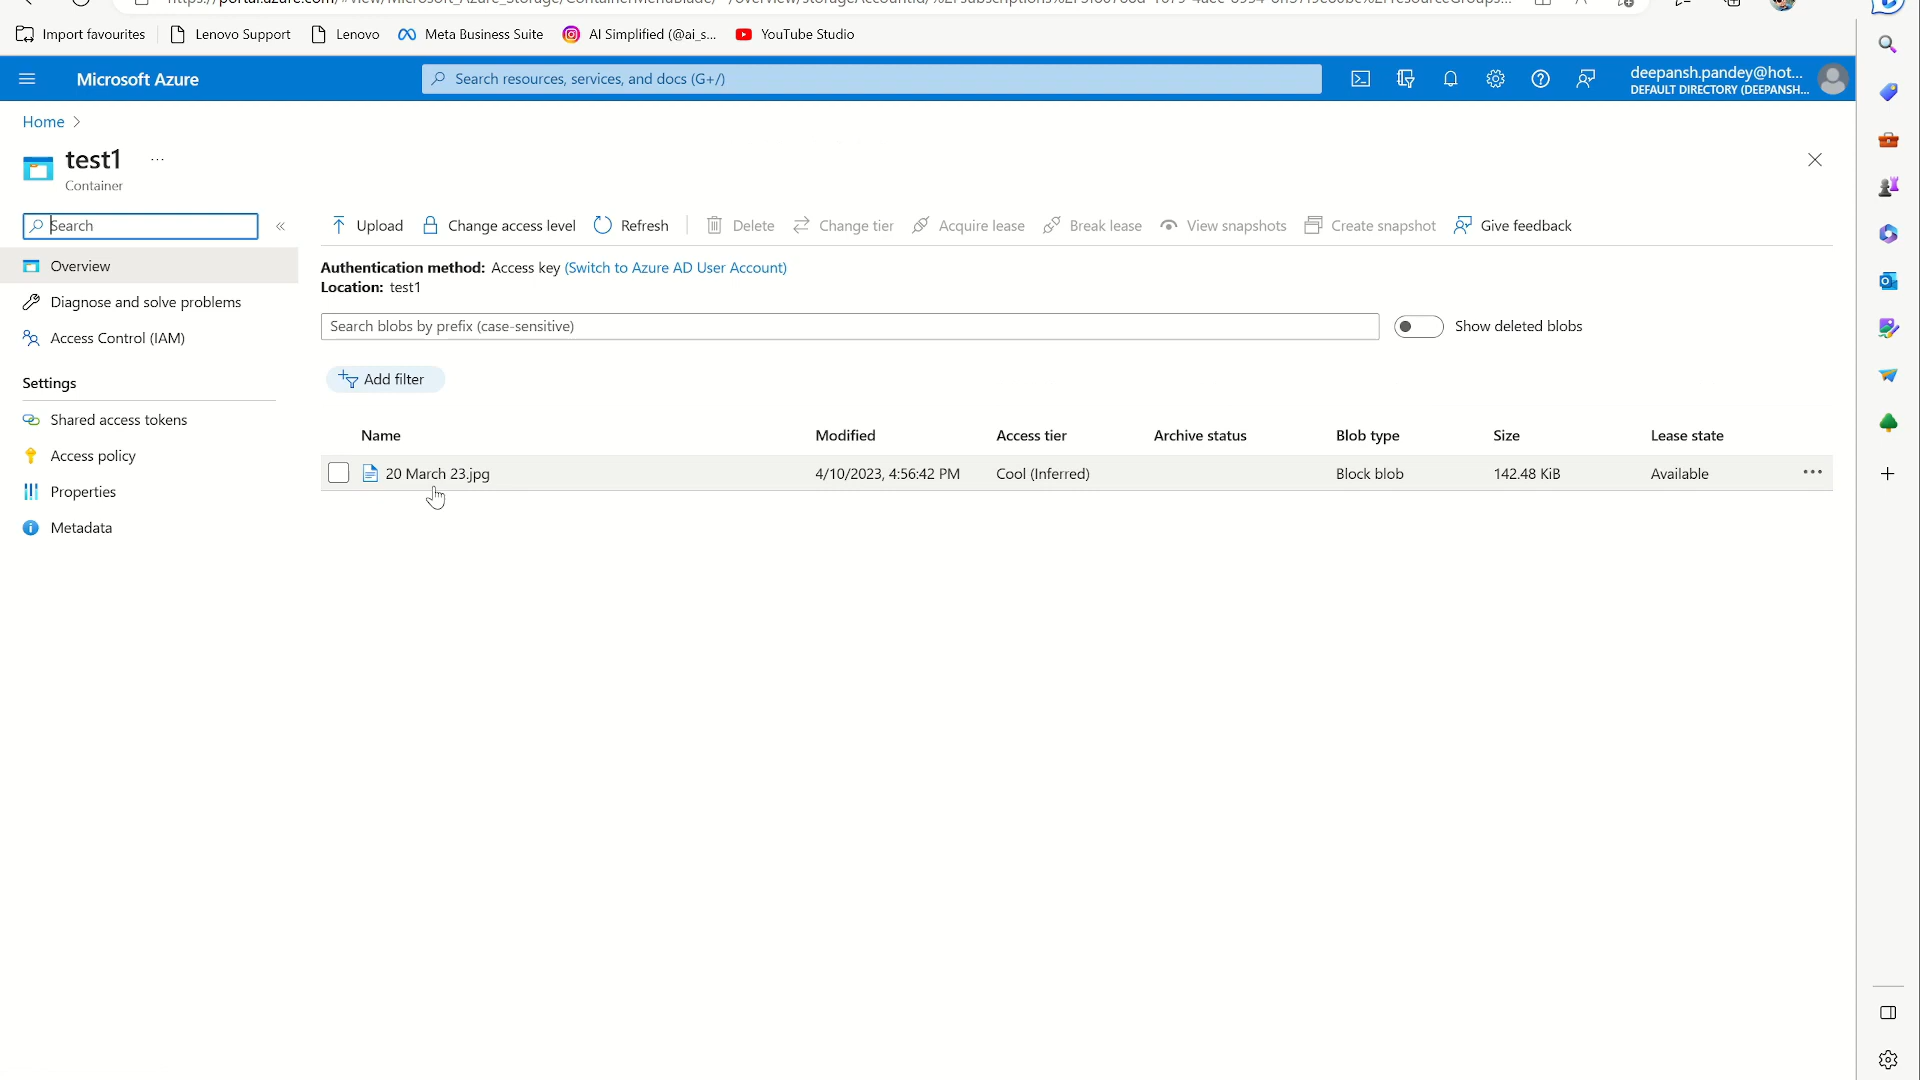 Import favourites Lenovo Support Lenovo Meta Business Suite AI Simplified (@ai_s... YouTube Studio
Microsoft Azure Search resources, services, and docs (G+/) deepansh.pandey@hot...
DEFAULT DIRECTORY (DEEPANSH...
Home >
test1 ...
Container
Search « Upload Change access level Refresh Delete Change tier Acquire lease Break lease View snapshots Create snapshot Give feedback
Overview
Authentication method: Access key (Switch to Azure AD User Account)
Location: test1
Diagnose and solve problems
Search blobs by prefix (case-sensitive) Show deleted blobs
Access Control (IAM)
Settings
Add filter
Shared access tokens
Name Modified Access tier Archive status Blob type Size Lease state
Access policy
20 March 23.jpg 4/10/2023, 4:56:42 PM Cool (Inferred) Block blob 142.48 KiB Available ...
Properties
Metadata